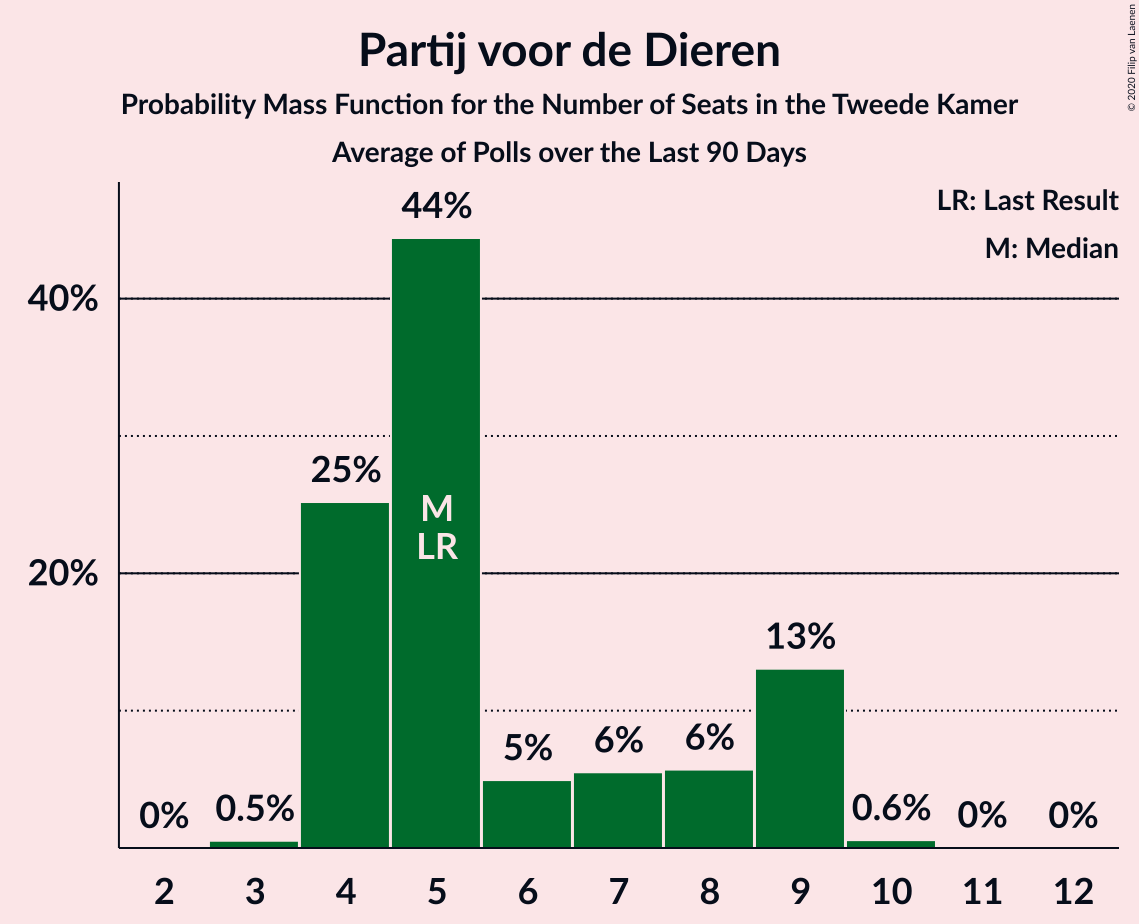 Partij voor de Dieren
Probability Mass Function for the Number of Seats in the Tweede Kamer
Average of Polls over the Last 90 Days
© 2020 Filip van Laenen
LR: Last Result
M: Median
44%
40%
25%
M
LR
20%
13%
5%
6%
6%
0%
0.5%
0.6%
0%
0%
2 3 4 5 6 7 8 9 10 11 12